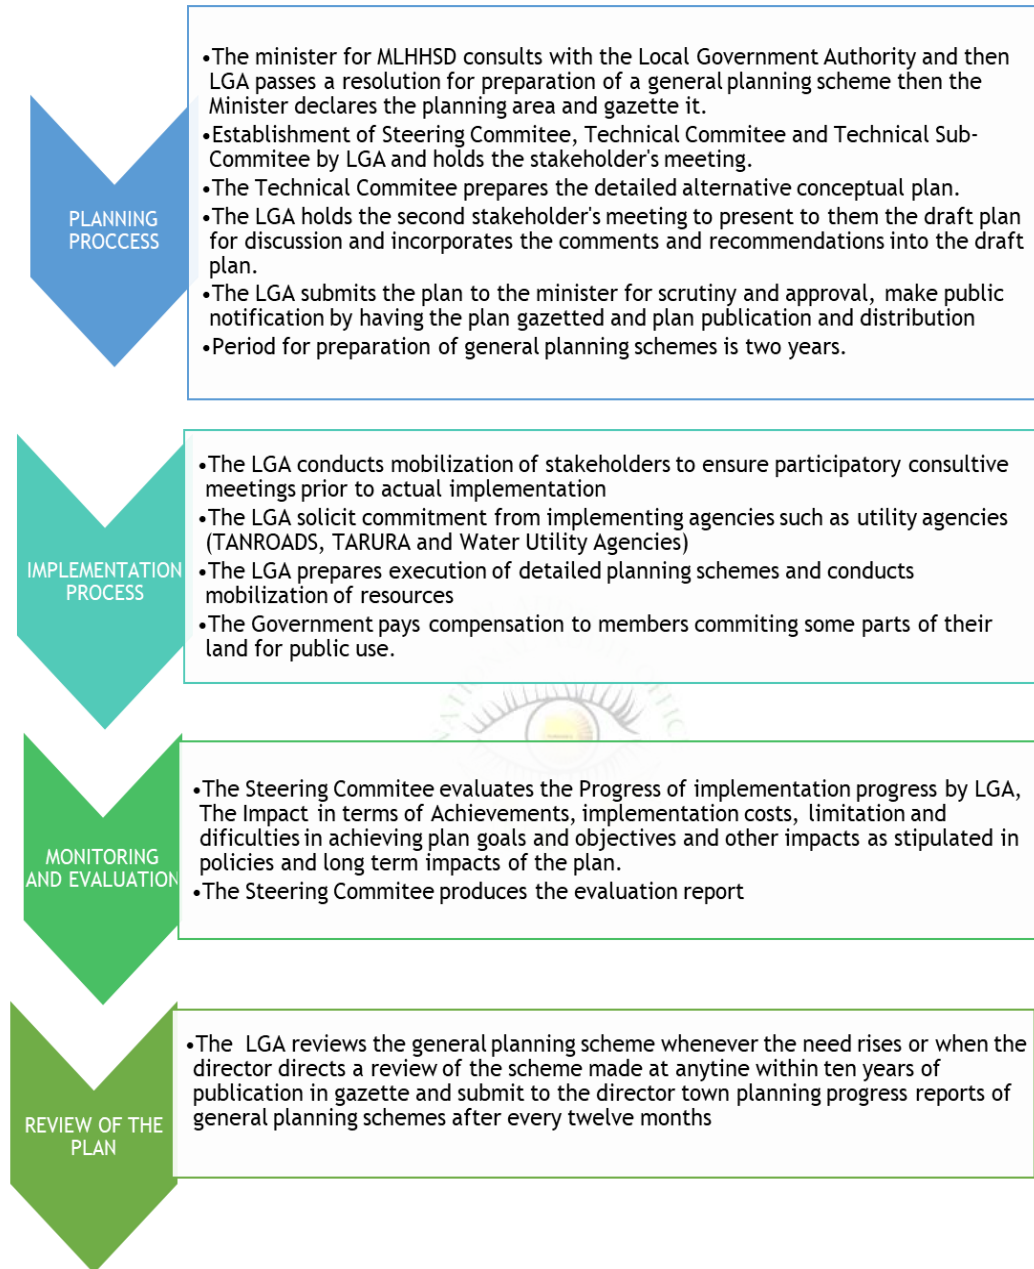 PLANNING
PROCCESS
•The minister for MLHHSD consults with the Local Government Authority and then
LGA passes a resolution for preparation of a general planning scheme then the
Minister declares the planning area and gazette it.
•Establishment of Steering Commitee, Technical Commitee and Technical Sub-
Commitee by LGA and holds the stakeholder's meeting.
•The Technical Commitee prepares the detailed alternative conceptual plan.
•The LGA holds the second stakeholder's meeting to present to them the draft plan
for discussion and incorporates the comments and recommendations into the draft
plan.
•The LGA submits the plan to the minister for scrutiny and approval, make public
notification by having the plan gazetted and plan publication and distribution
•Period for preparation of general planning schemes is two years.
IMPLEMENTATION
PROCESS
•The LGA conducts mobilization of stakeholders to ensure participatory consultive
meetings prior to actual implementation
•The LGA solicit commitment from implementing agencies such as utility agencies
(TANROADS, TARURA and Water Utility Agencies)
•The LGA prepares execution of detailed planning schemes and conducts
mobilization of resources
•The Government pays compensation to members commiting some parts of their
land for public use.
MONITORING
AND EVALUATION
•The Steering Commitee evaluates the Progress of implementation progress by LGA,
The Impact in terms of Achievements, implementation costs, limitation and
dificulties in achieving plan goals and objectives and other impacts as stipulated in
policies and long term impacts of the plan.
•The Steering Commitee produces the evaluation report
REVIEW OF THE
PLAN
•The LGA reviews the general planning scheme whenever the need rises or when the
director directs a review of the scheme made at anytine within ten years of
publication in gazette and submit to the director town planning progress reports of
general planning schemes after every twelve months